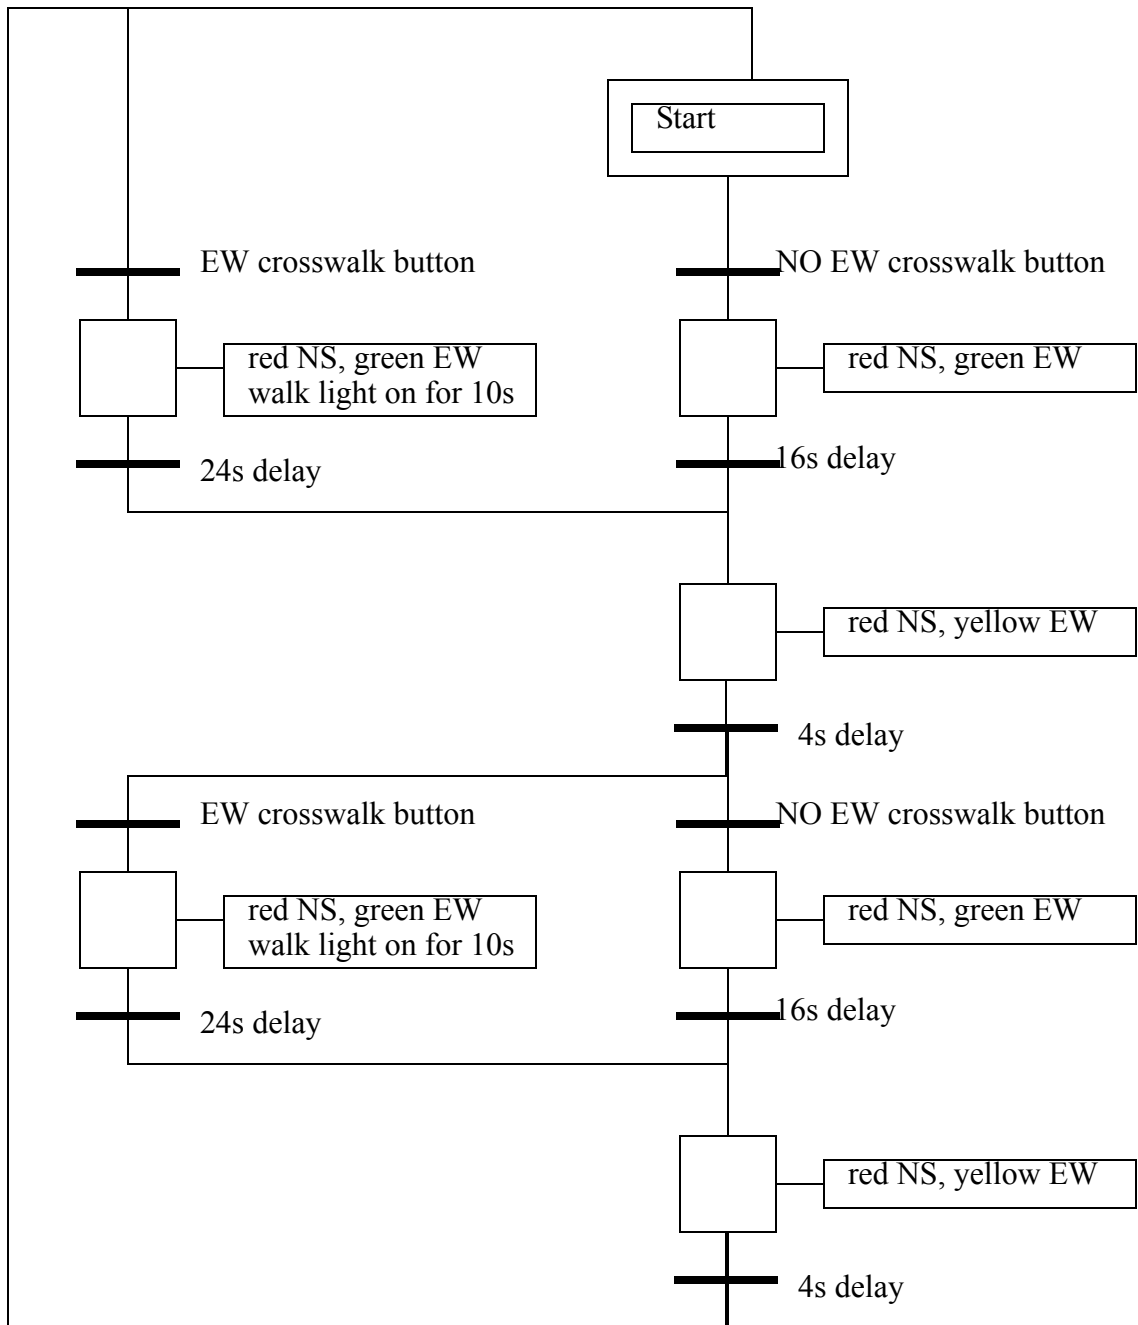 Start
EW crosswalk button
NO EW crosswalk button
red NS, green EW
walk light on for 10s
red NS, green EW
24s delay
16s delay
red NS, yellow EW
4s delay
EW crosswalk button
NO EW crosswalk button
red NS, green EW
walk light on for 10s
red NS, green EW
24s delay
16s delay
red NS, yellow EW
4s delay